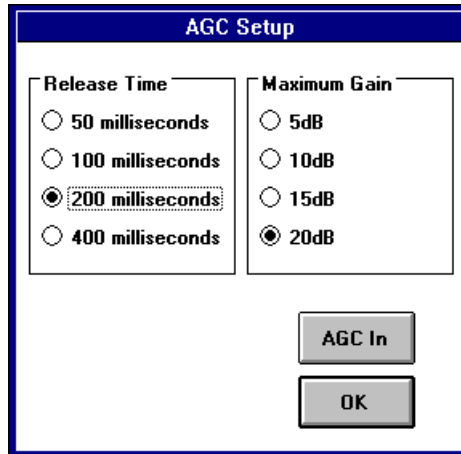 AGC Setup
Release Time
50 milliseconds
100 milliseconds
200 milliseconds
400 milliseconds
Maximum Gain
5dB
10dB
15dB
20dB
AGC In
OK